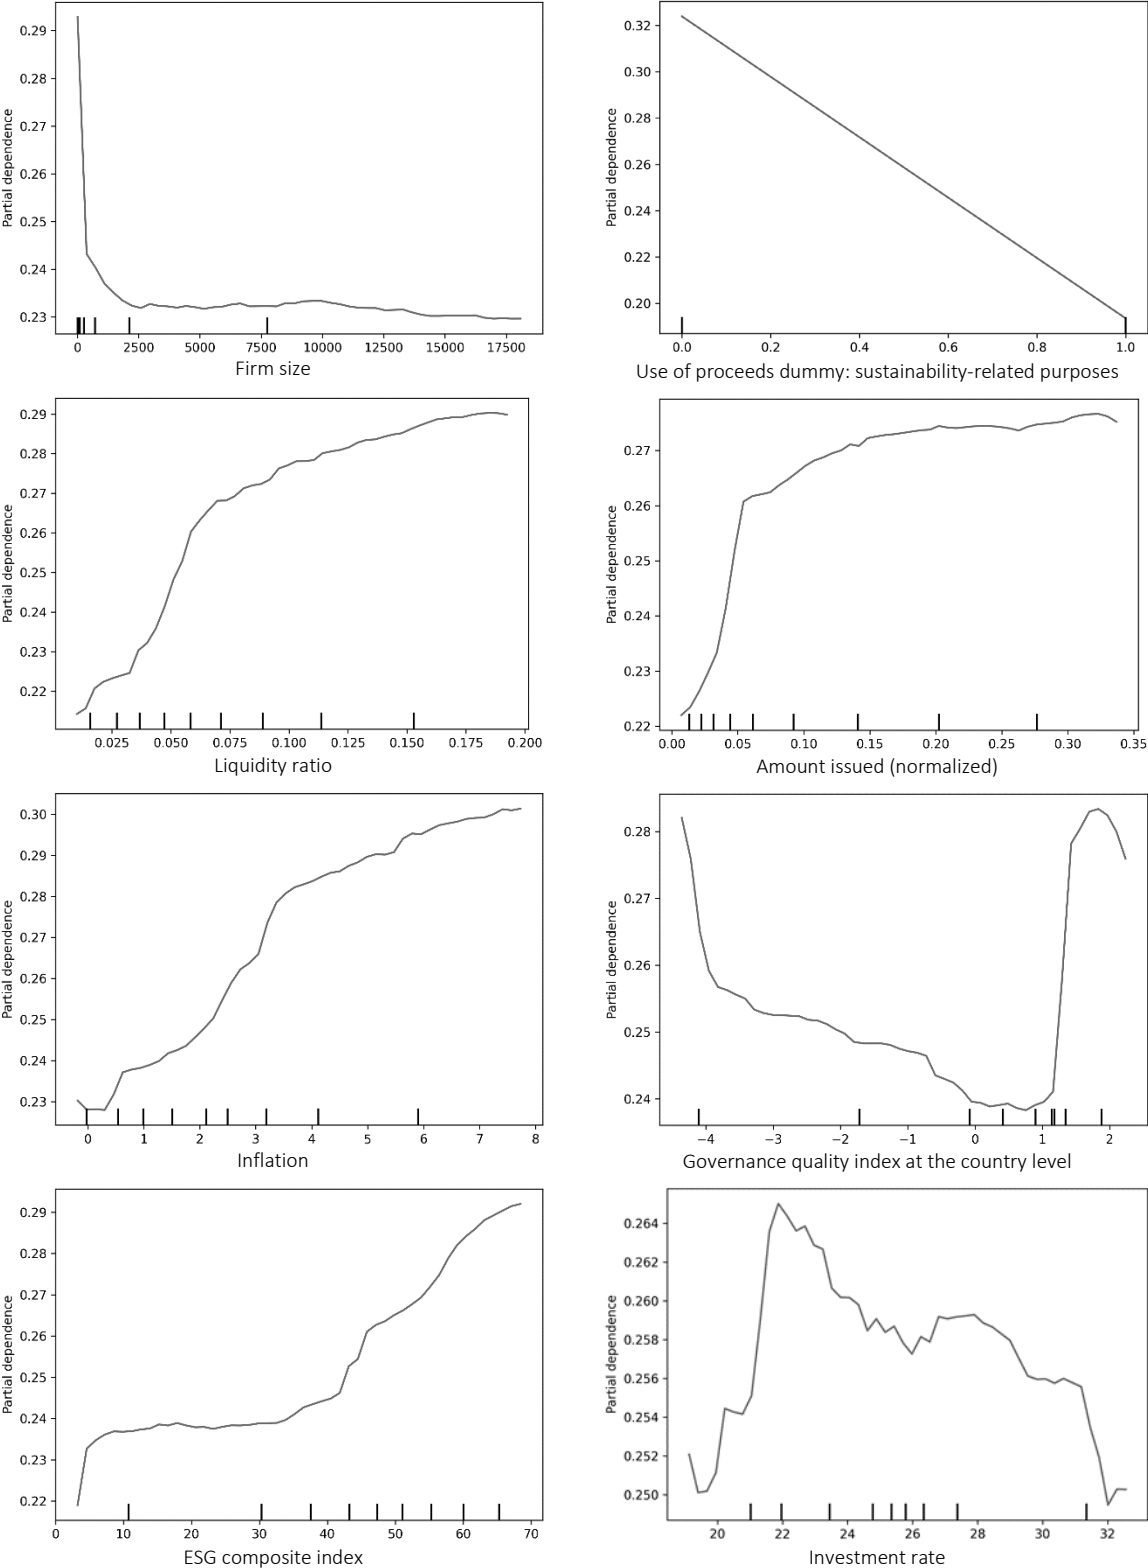 0.29
0.28
0.27
0.26
0.25
0.24
0.23
Partial dependence
0 2500 5000 7500 10000 12500 15000 17500
Firm size
0.32
0.30
0.28
0.26
0.24
0.22
0.20
Partial dependence
0.0 0.2 0.4 0.6 0.8 1.0
Use of proceeds dummy: sustainability-related purposes
0.29
0.28
0.27
0.26
0.25
0.24
0.23
0.22
Partial dependence
0.025 0.050 0.075 0.100 0.125 0.150 0.175 0.200
Liquidity ratio
0.27
0.26
0.25
0.24
0.23
0.22
Partial dependence
0.00 0.05 0.10 0.15 0.20 0.25 0.30 0.35
Amount issued (normalized)
0.30
0.29
0.28
0.27
0.26
0.25
0.24
0.23
Partial dependence
0 1 2 3 4 5 6 7 8
Inflation
0.28
0.27
0.26
0.25
0.24
Partial dependence
−4 −3 −2 −1 0 1 2
Governance quality index at the country level
0.29
0.28
0.27
0.26
0.25
0.24
0.23
0.22
Partial dependence
0 10 20 30 40 50 60 70
ESG composite index
0.264
0.262
0.260
0.258
0.256
0.254
0.252
0.250
Partial dependence
20 22 24 26 28 30 32
Investment rate